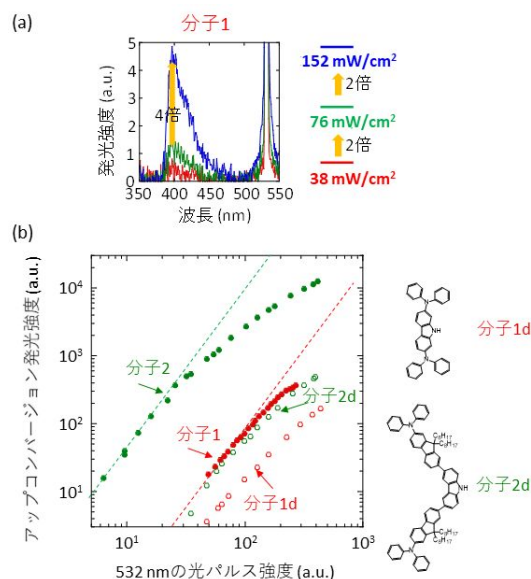 (a)
分子1
発光強度 (a.u.)
5
4
3
2
1
0
4倍
350 400 450 500 550
波長 (nm)
152 mW/cm²
2倍
76 mW/cm²
2倍
38 mW/cm²
(b)
アップコンバージョン発光強度 (a.u.)
10⁴
10³
10²
10¹
分子2
分子2d
分子1
分子1d
10¹ 10² 10³
532 nmの光パルス強度 (a.u.)
N
NH
N
分子1d
N
C₈H₁₇
C₈H₁₇
NH
C₈H₁₇
C₈H₁₇
N
分子2d